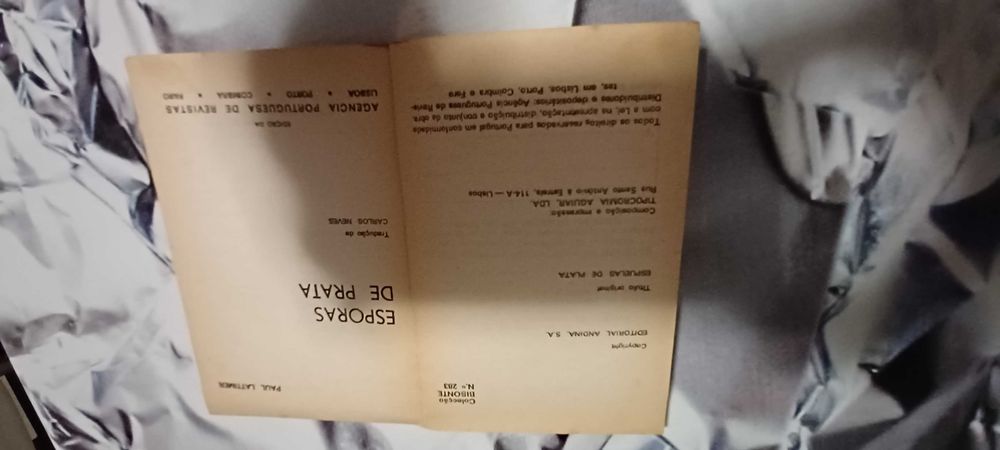 Colecção
BISONTE
N.º 283
Copyright
EDITORIAL ANDINA, S.A.
Título original
ESPUELAS DE PLATA
Composição e impressão:
TIPOCROMIA AGUIAR, LDA.
Rua Santo António à Estrela, 114-A — Lisboa
Todos os direitos reservados para Portugal em conformidade
com a Lei, na apresentação, distribuição e conjunto da obra
Distribuidores e depositários: Agência Portuguesa de Revis-
tas, em Lisboa, Porto, Coimbra e Faro
PAUL LATTIMER
ESPORAS
DE PRATA
Tradução de
CARLOS NEVES
EDIÇÃO DA
AGÊNCIA PORTUGUESA DE REVISTAS
LISBOA * PORTO * COIMBRA * FARO